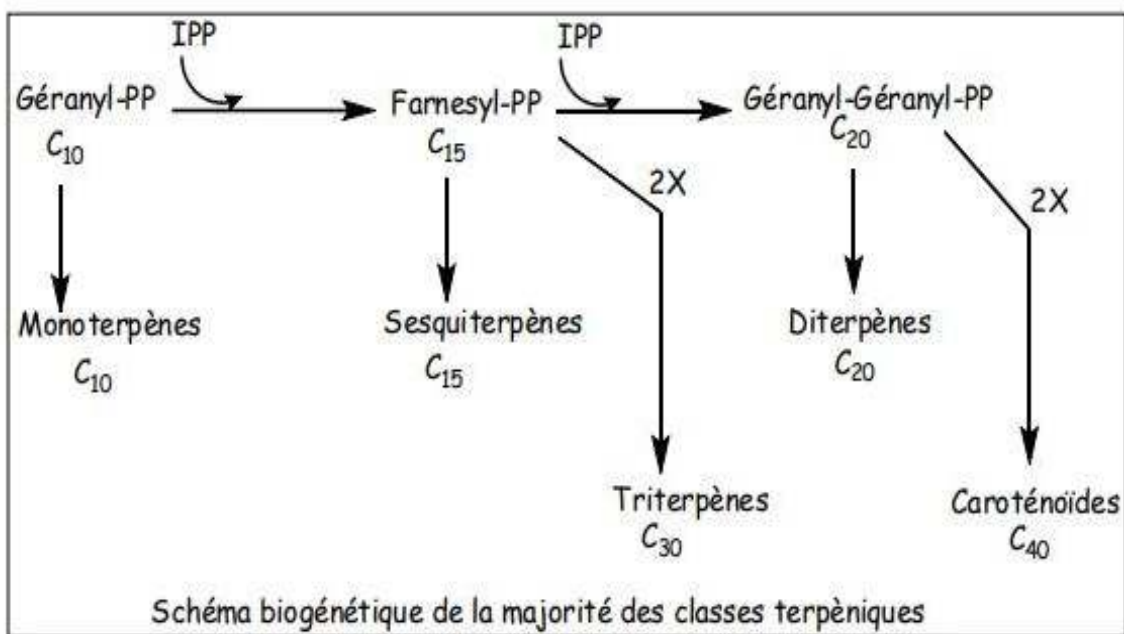 IPP IPP
Géranyl-PP Farnesyl-PP Géranyl-Géranyl-PP
C10 C15 C20
2X 2X
Monoterpènes Sesquiterpènes Diterpènes
C10 C15 C20
Triterpènes Caroténoïdes
C30 C40
Schéma biogénétique de la majorité des classes terpèniques